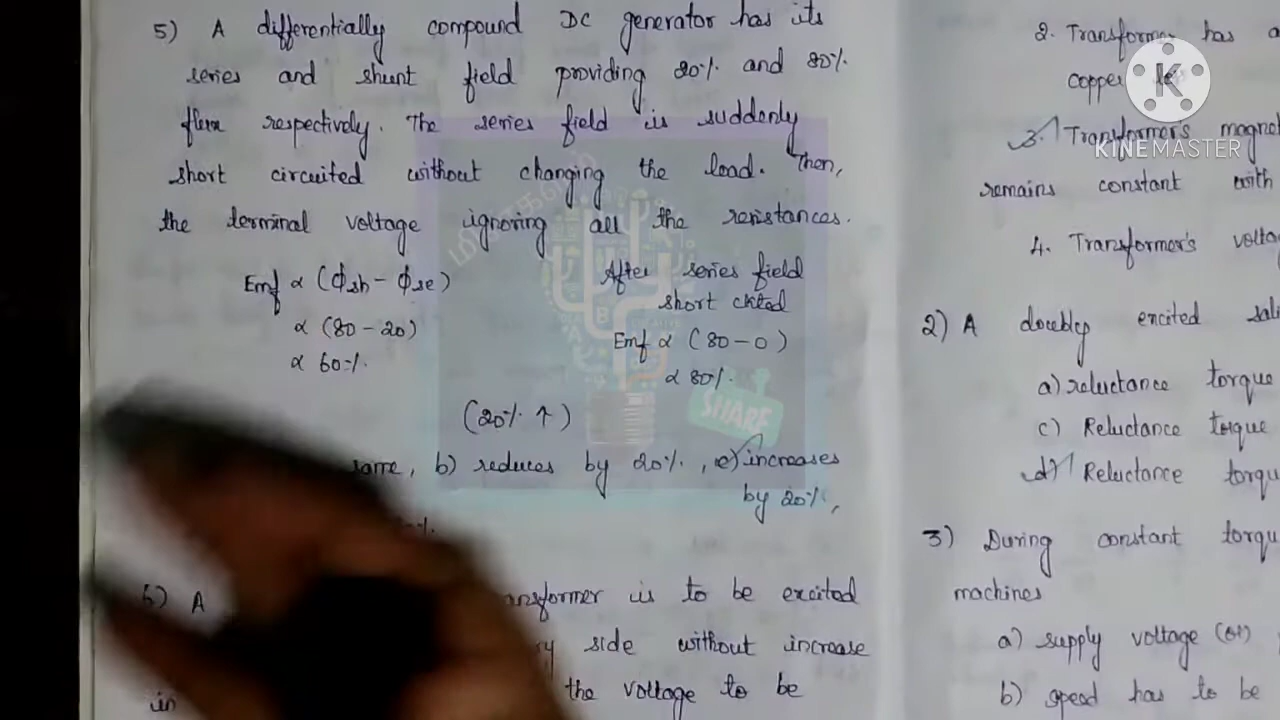 5) A differentially compound DC generator has its
series and shunt field providing 20% and 80%
flux respectively. The series field is suddenly
short circuited without changing the load. Then,
the terminal voltage ignoring all the resistances.
Emf ∝ (ϕsh - ϕse)
∝ (80 - 20)
∝ 60%.
After series field
short ckted
Emf ∝ (80 - 0)
∝ 80%.
(20% ↑)
same, b) reduces by 20%, c) increases
by 20%,
6) A
transformer is to be excited
side without increase
in
the voltage to be
SHARE
2. Transformer has
copper
3. Transformer's
remains constant with
4. Transformer's
2) A doubly excited
a) reluctance torque
c) Reluctance torque
d) Reluctance
3) During constant
machines
a) supply voltage (or)
b) speed has to be
K
KINEMASTER